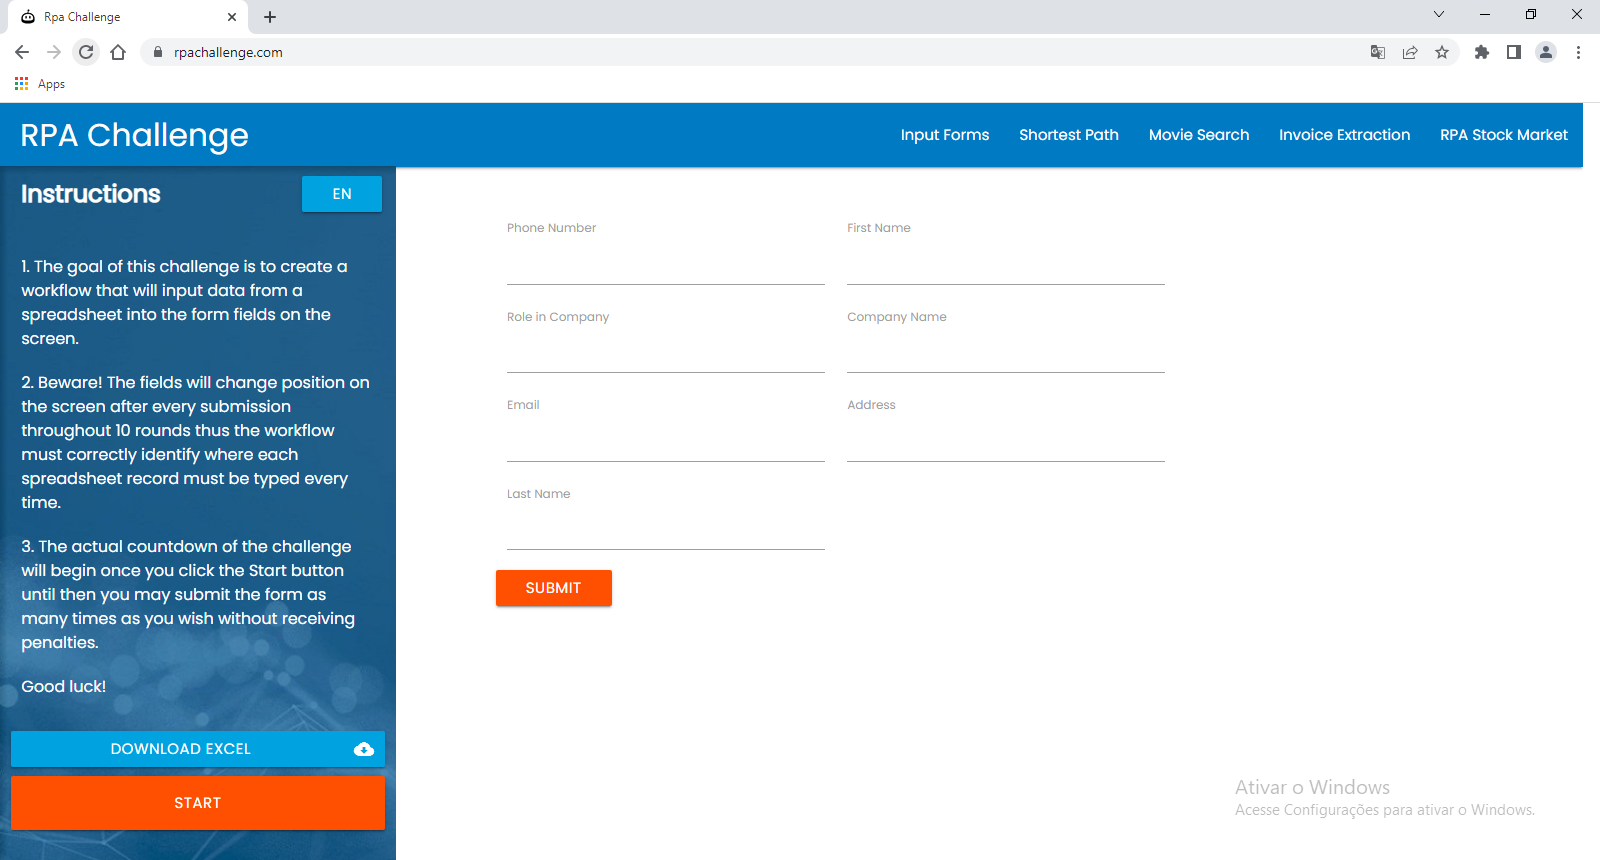 Rpa Challenge
rpachallenge.com
Apps
RPA Challenge
Input Forms
Shortest Path
Movie Search
Invoice Extraction
RPA Stock Market
Instructions
EN
1. The goal of this challenge is to create a
workflow that will input data from a
spreadsheet into the form fields on the
screen.
2. Beware! The fields will change position on
the screen after every submission
throughout 10 rounds thus the workflow
must correctly identify where each
spreadsheet record must be typed every
time.
3. The actual countdown of the challenge
will begin once you click the Start button
until then you may submit the form as
many times as you wish without receiving
penalties.
Good luck!
DOWNLOAD EXCEL
START
Phone Number
First Name
Role in Company
Company Name
Email
Address
Last Name
SUBMIT
Ativar o Windows
Acesse Configurações para ativar o Windows.